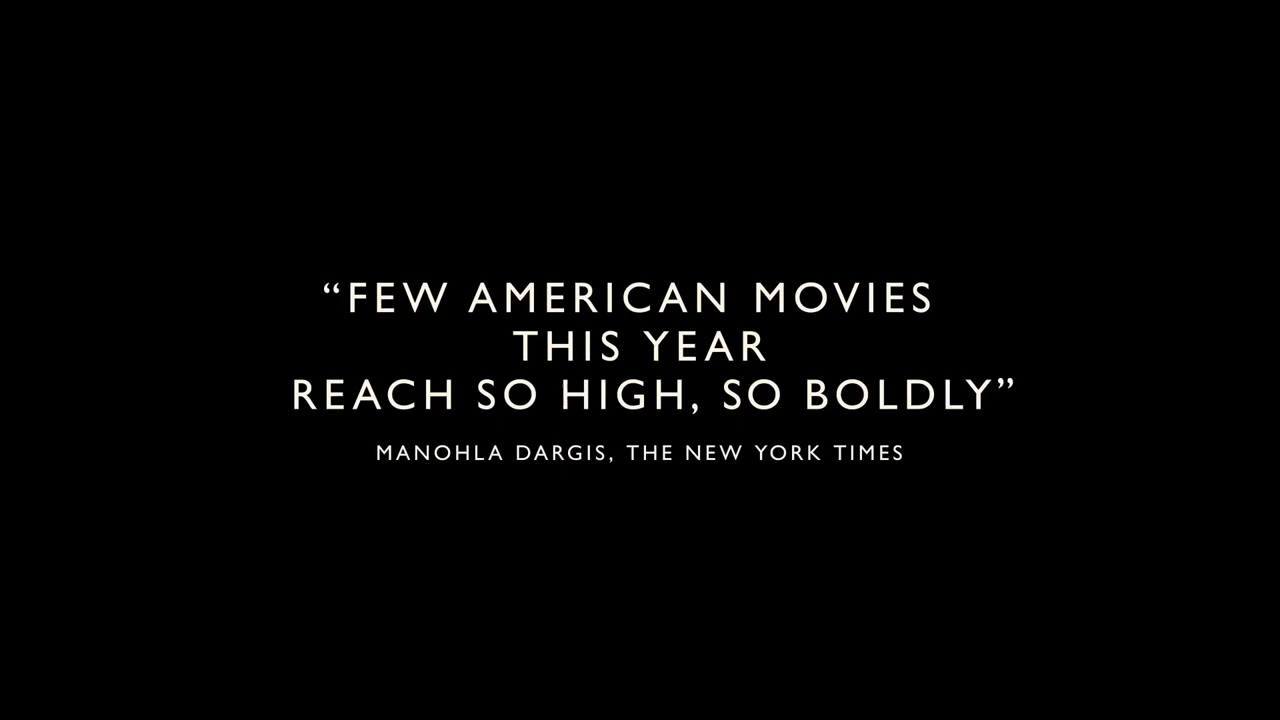 “FEW AMERICAN MOVIES
THIS YEAR
REACH SO HIGH, SO BOLDLY”
MANOHLA DARGIS, THE NEW YORK TIMES